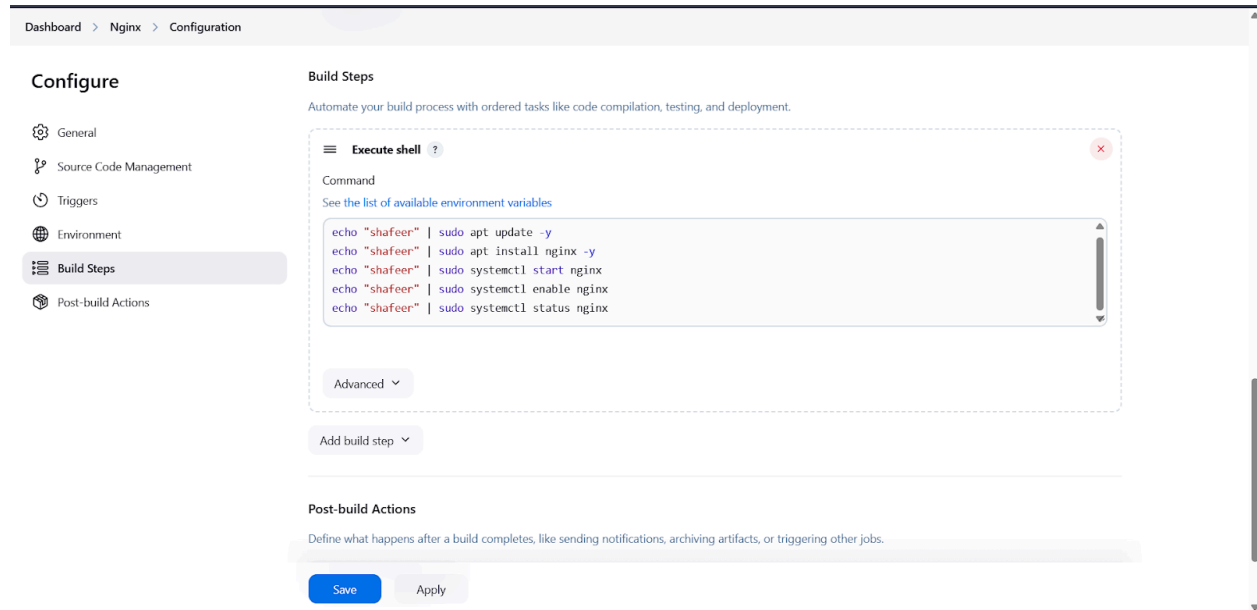 Dashboard > Nginx > Configuration
Configure
General
Source Code Management
Triggers
Environment
Build Steps
Post-build Actions
Build Steps
Automate your build process with ordered tasks like code compilation, testing, and deployment.
Execute shell ?
Command
See the list of available environment variables
echo "shafeer" | sudo apt update -y
echo "shafeer" | sudo apt install nginx -y
echo "shafeer" | sudo systemctl start nginx
echo "shafeer" | sudo systemctl enable nginx
echo "shafeer" | sudo systemctl status nginx
Advanced
Add build step
Post-build Actions
Define what happens after a build completes, like sending notifications, archiving artifacts, or triggering other jobs.
Save Apply